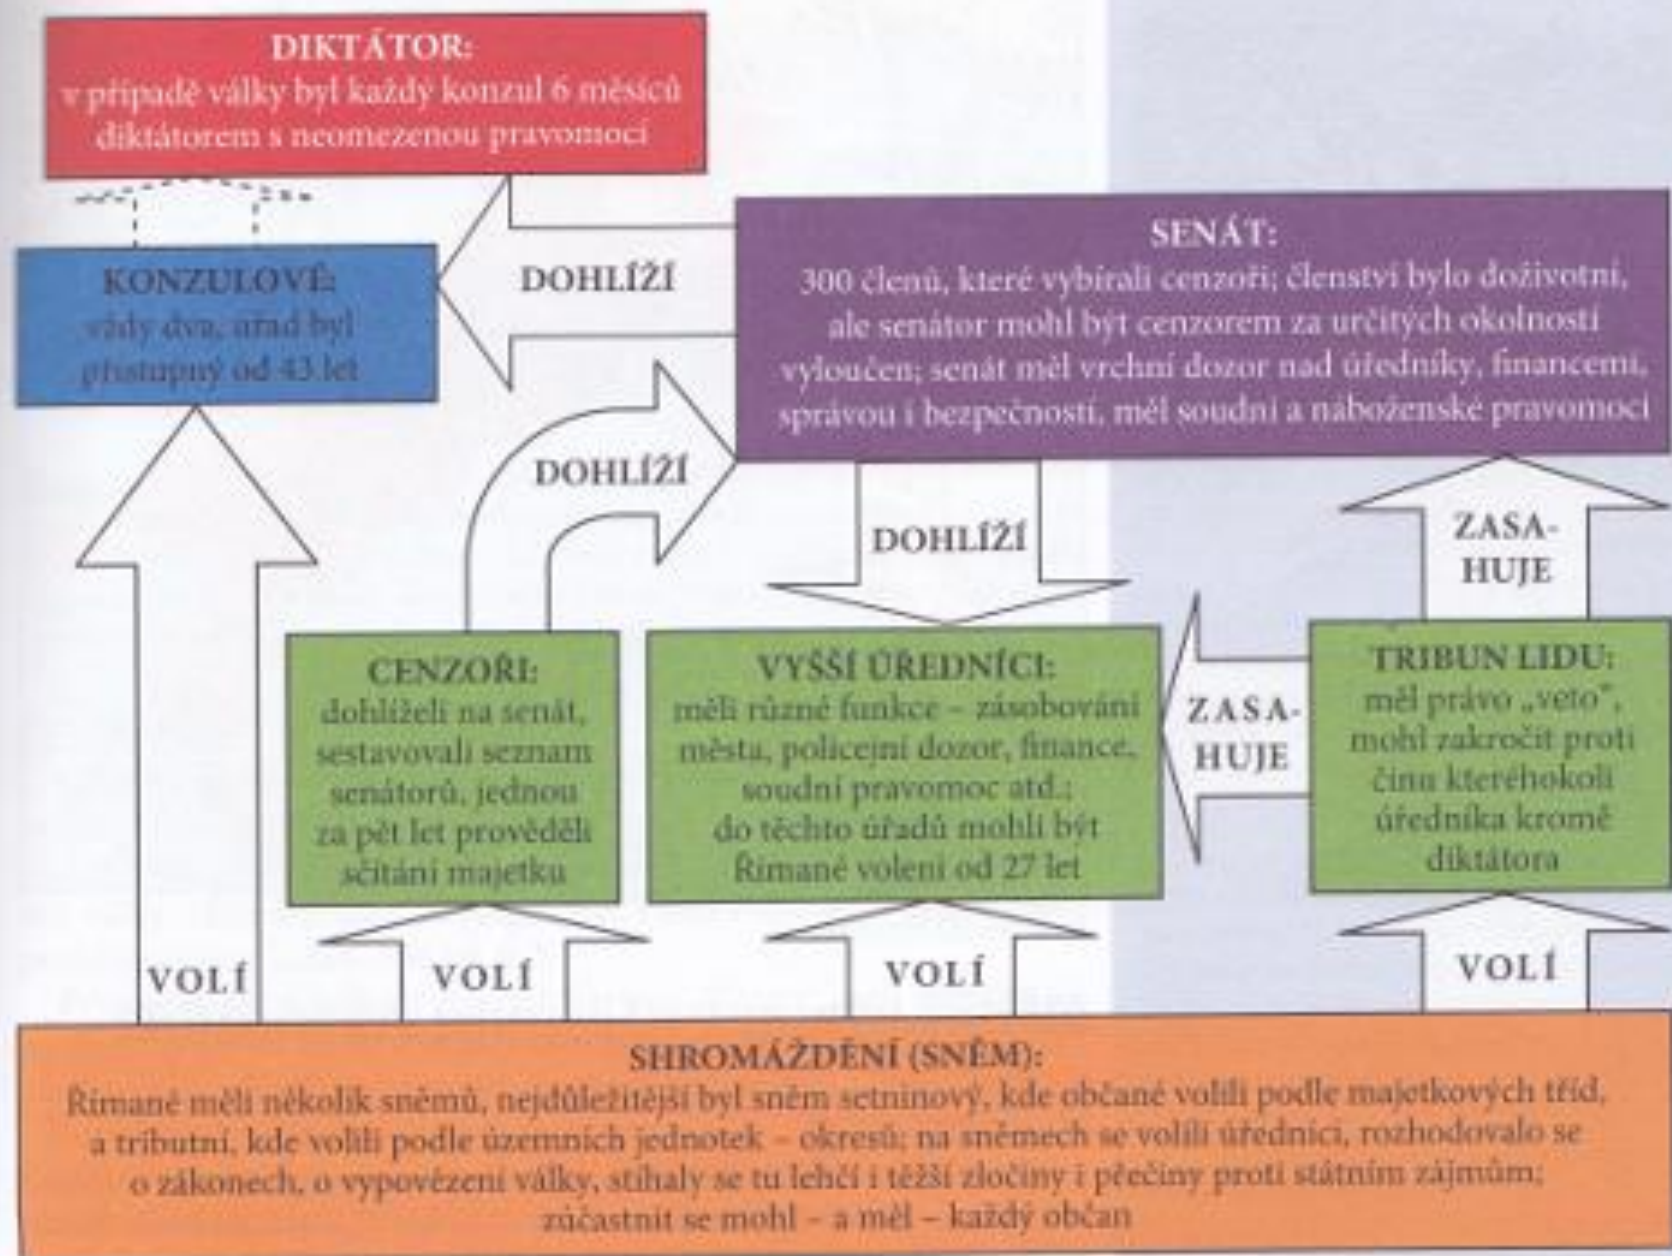 DIKTÁTOR:
v případě války byl každý konzul 6 měsíců
diktátorem s neomezenou pravomocí
SENÁT:
300 členů, které vybírali cenzoři; členství bylo doživotní,
ale senátor mohl být cenzorem za určitých okolností
vyloučen; senát měl vrchní dozor nad úředníky, financemi,
správou i bezpečností, měl soudní a náboženské pravomoci
KONZULOVÉ:
vždy dva, úřad byl
přístupný od 43 let
DOHLÍŽÍ
DOHLÍŽÍ
DOHLÍŽÍ
ZASA-
HUJE
CENZOŘI:
dohlíželi na senát,
sestavovali seznam
senátorů, jednou
za pět let prověděli
sčítání majetku
VYŠŠÍ ÚŘEDNÍCI:
měli různé funkce – zásobování
města, policejní dozor, finance,
soudní pravomoc atd.;
do těchto úřadů mohli být
Římané voleni od 27 let
ZASA-
HUJE
TRIBUN LIDU:
měl právo „veto“,
mohl zakročit proti
činu kteréhokoli
úředníka kromě
diktátora
VOLÍ
VOLÍ
VOLÍ
VOLÍ
SHROMÁŽDĚNÍ (SNĚM):
Římané měli několik sněmů, nejdůležitější byl sněm setninový, kde občané volili podle majetkových tříd,
a tributní, kde volili podle územních jednotek – okresů; na sněmech se volili úředníci, rozhodovalo se
o zákonech, o vypovězení války, stíhaly se tu lehčí i těžší zločiny i přečiny proti státním zájmům;
zúčastnit se mohl – a měl – každý občan